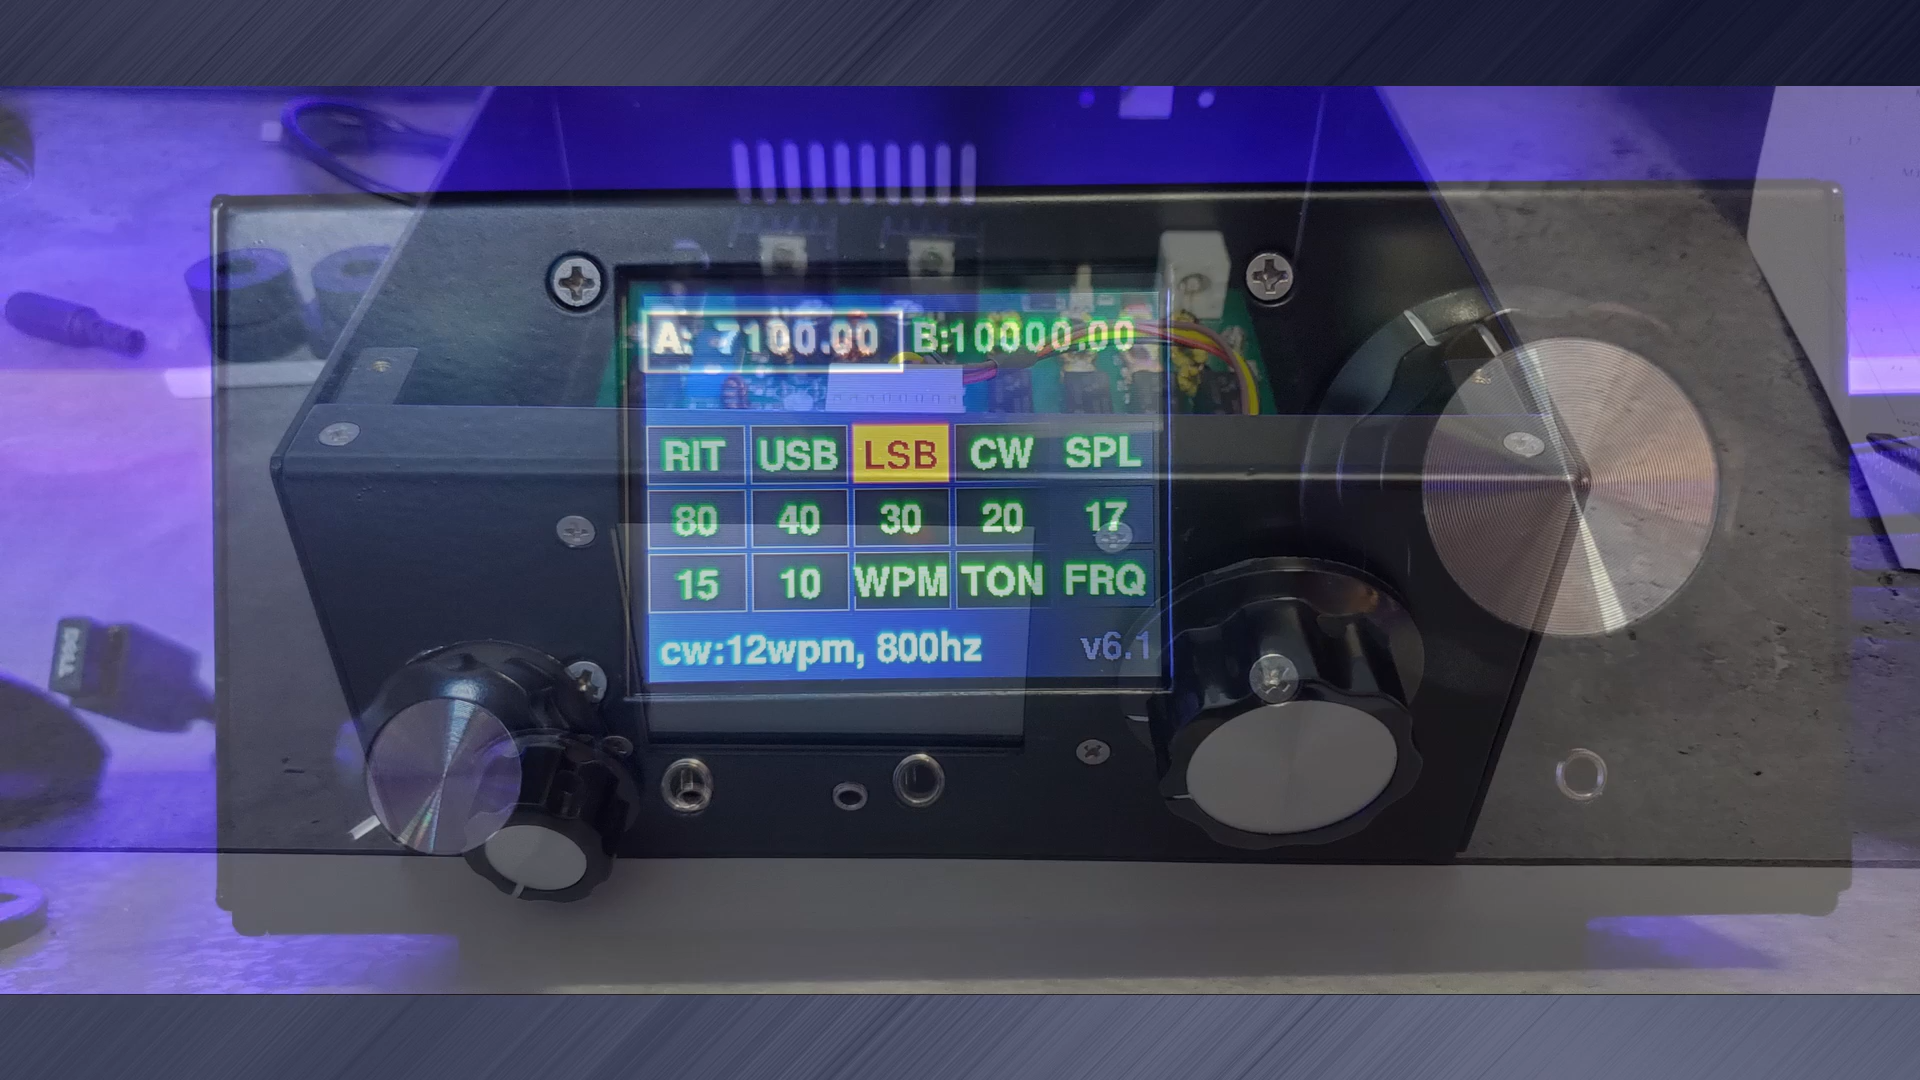 A: 7100.00 B:10000.00
RIT USB LSB CW SPL
80 40 30 20 17
15 10 WPM TON FRQ
cw:12wpm, 800hz v6.1
DELL